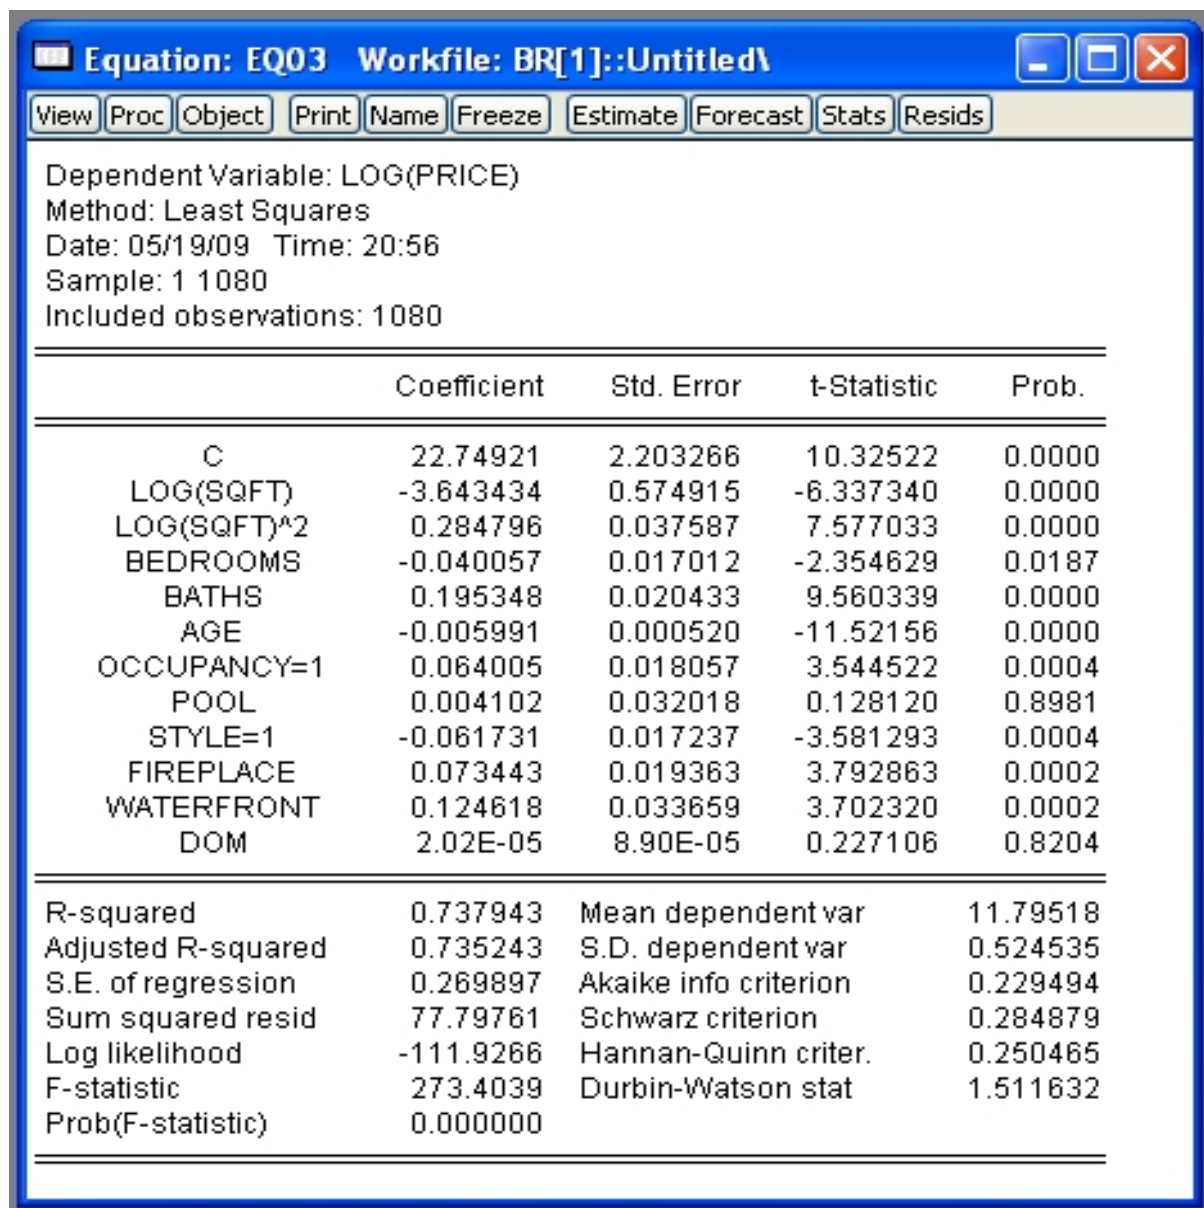 Equation: EQ03 Workfile: BR[1]::Untitled\
View Proc Object Print Name Freeze Estimate Forecast Stats Resids
Dependent Variable: LOG(PRICE)
Method: Least Squares
Date: 05/19/09 Time: 20:56
Sample: 1 1080
Included observations: 1080
Coefficient Std. Error t-Statistic Prob.
C 22.74921 2.203266 10.32522 0.0000
LOG(SQFT) -3.643434 0.574915 -6.337340 0.0000
LOG(SQFT)^2 0.284796 0.037587 7.577033 0.0000
BEDROOMS -0.040057 0.017012 -2.354629 0.0187
BATHS 0.195348 0.020433 9.560339 0.0000
AGE -0.005991 0.000520 -11.52156 0.0000
OCCUPANCY=1 0.064005 0.018057 3.544522 0.0004
POOL 0.004102 0.032018 0.128120 0.8981
STYLE=1 -0.061731 0.017237 -3.581293 0.0004
FIREPLACE 0.073443 0.019363 3.792863 0.0002
WATERFRONT 0.124618 0.033659 3.702320 0.0002
DOM 2.02E-05 8.90E-05 0.227106 0.8204
R-squared 0.737943 Mean dependent var 11.79518
Adjusted R-squared 0.735243 S.D. dependent var 0.524535
S.E. of regression 0.269897 Akaike info criterion 0.229494
Sum squared resid 77.79761 Schwarz criterion 0.284879
Log likelihood -111.9266 Hannan-Quinn criter. 0.250465
F-statistic 273.4039 Durbin-Watson stat 1.511632
Prob(F-statistic) 0.000000